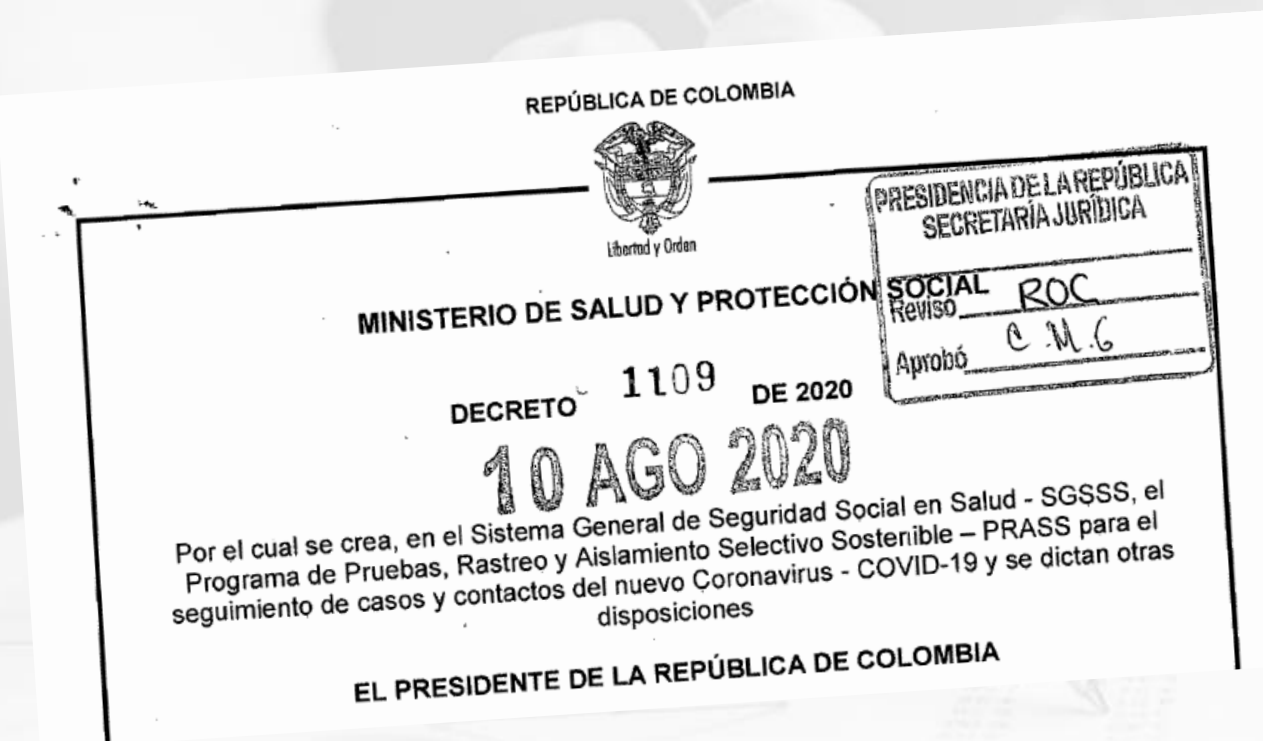 REPÚBLICA DE COLOMBIA
Libertad y Orden
PRESIDENCIA DE LA REPÚBLICA
SECRETARÍA JURÍDICA
MINISTERIO DE SALUD Y PROTECCIÓN SOCIAL
Reviso ROC
Aprobó C.M.G
DECRETO 1109 DE 2020
10 AGO 2020
Por el cual se crea, en el Sistema General de Seguridad Social en Salud - SGSSS, el
Programa de Pruebas, Rastreo y Aislamiento Selectivo Sostenible – PRASS para el
seguimiento de casos y contactos del nuevo Coronavirus - COVID-19 y se dictan otras
disposiciones
EL PRESIDENTE DE LA REPÚBLICA DE COLOMBIA